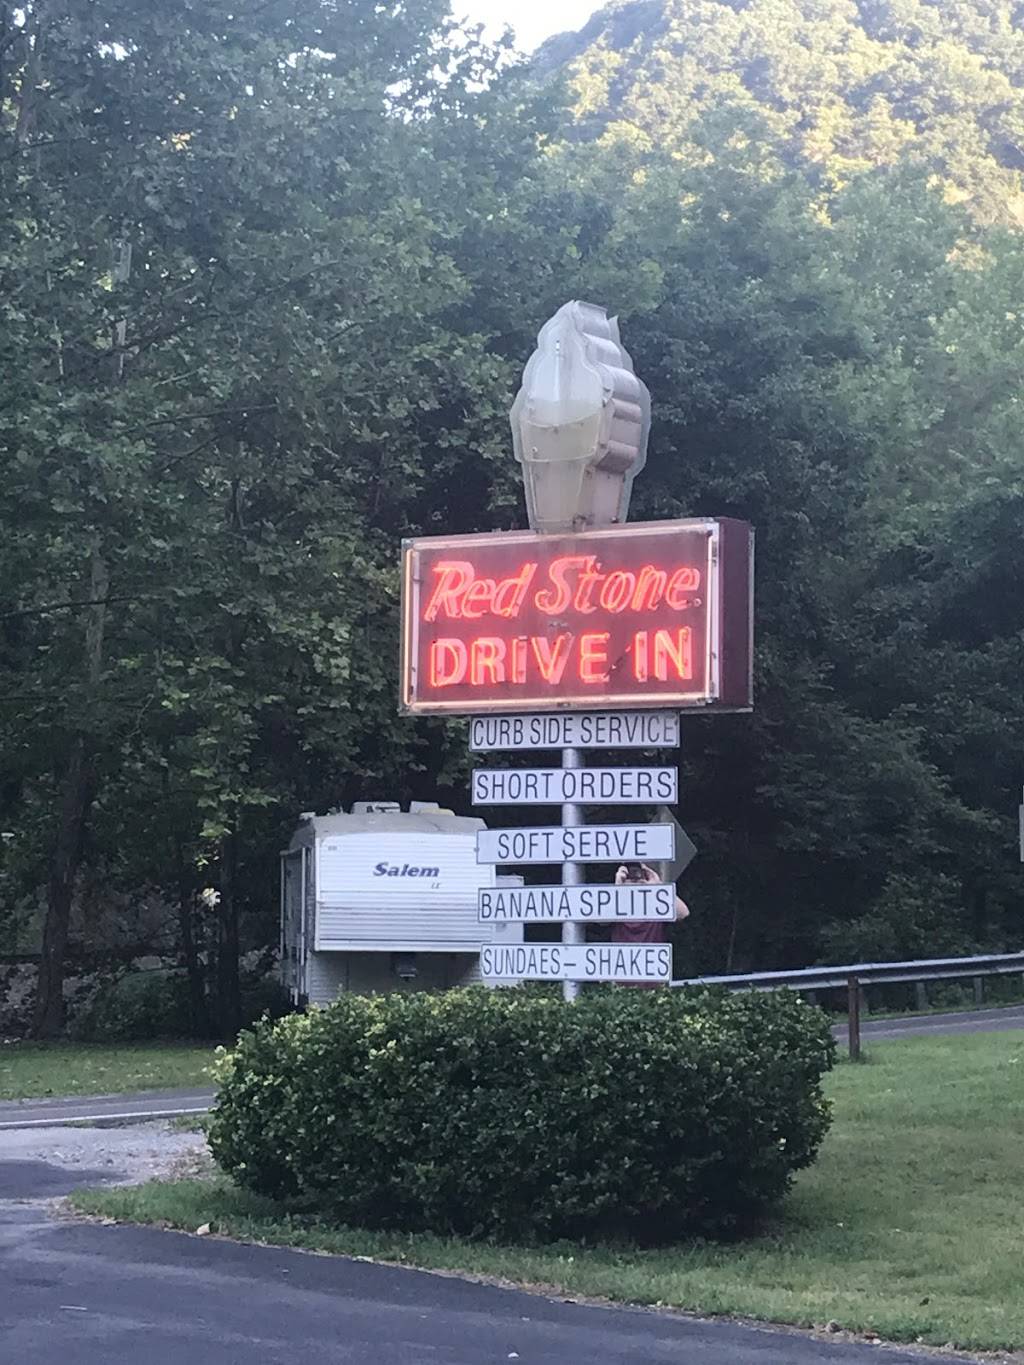 Red Stone
DRIVE IN
CURB SIDE SERVICE
SHORT ORDERS
SOFT SERVE
BANANA SPLITS
SUNDAES - SHAKES
Salem